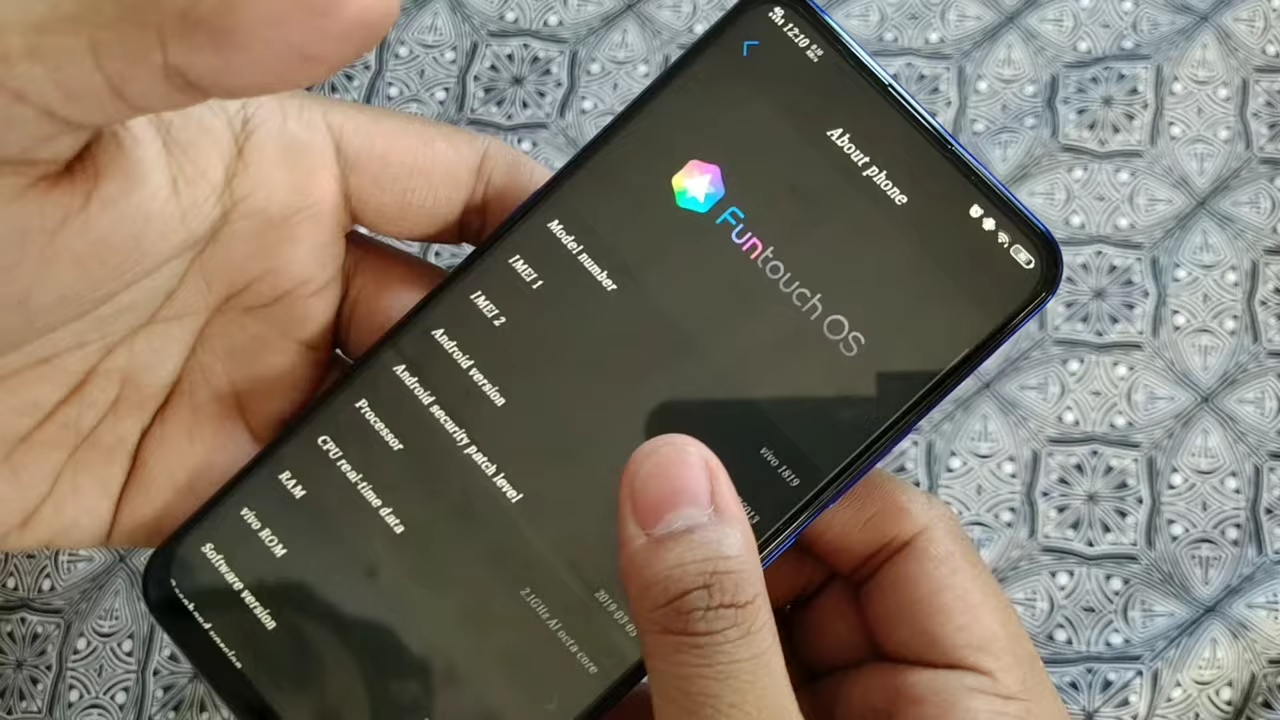 12:10
About phone
Funtouch OS
Model number
vivo 1819
IMEI 1
IMEI 2
Android version
Android security patch level
2019-03-05
Processor
2.1GHz AI octa core
CPU real-time data
RAM
vivo ROM
Software version